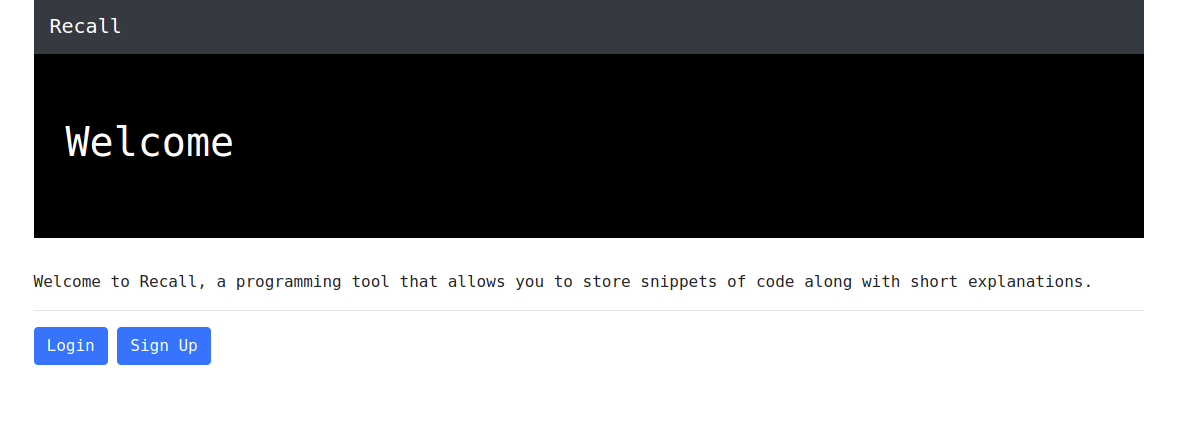 Recall
Welcome
Welcome to Recall, a programming tool that allows you to store snippets of code along with short explanations.
Login Sign Up